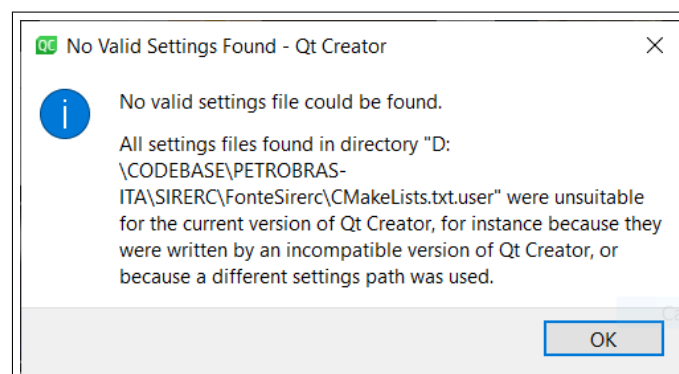 QC No Valid Settings Found - Qt Creator
No valid settings file could be found.
All settings files found in directory "D:
\CODEBASE\PETROBRAS-
ITA\SIRERC\FonteSirerc\CMakeLists.txt.user" were unsuitable
for the current version of Qt Creator, for instance because they
were written by an incompatible version of Qt Creator, or
because a different settings path was used.
OK